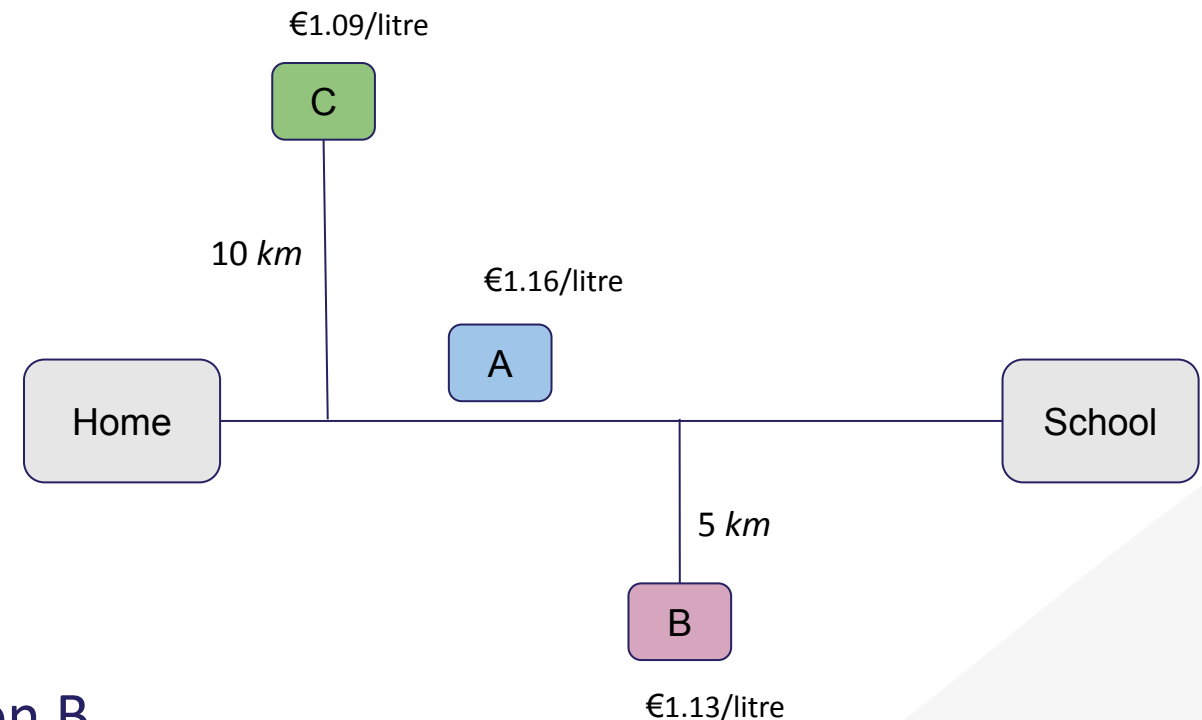 €1.09/litre
C
10 km
€1.16/litre
A
Home
School
5 km
B
€1.13/litre